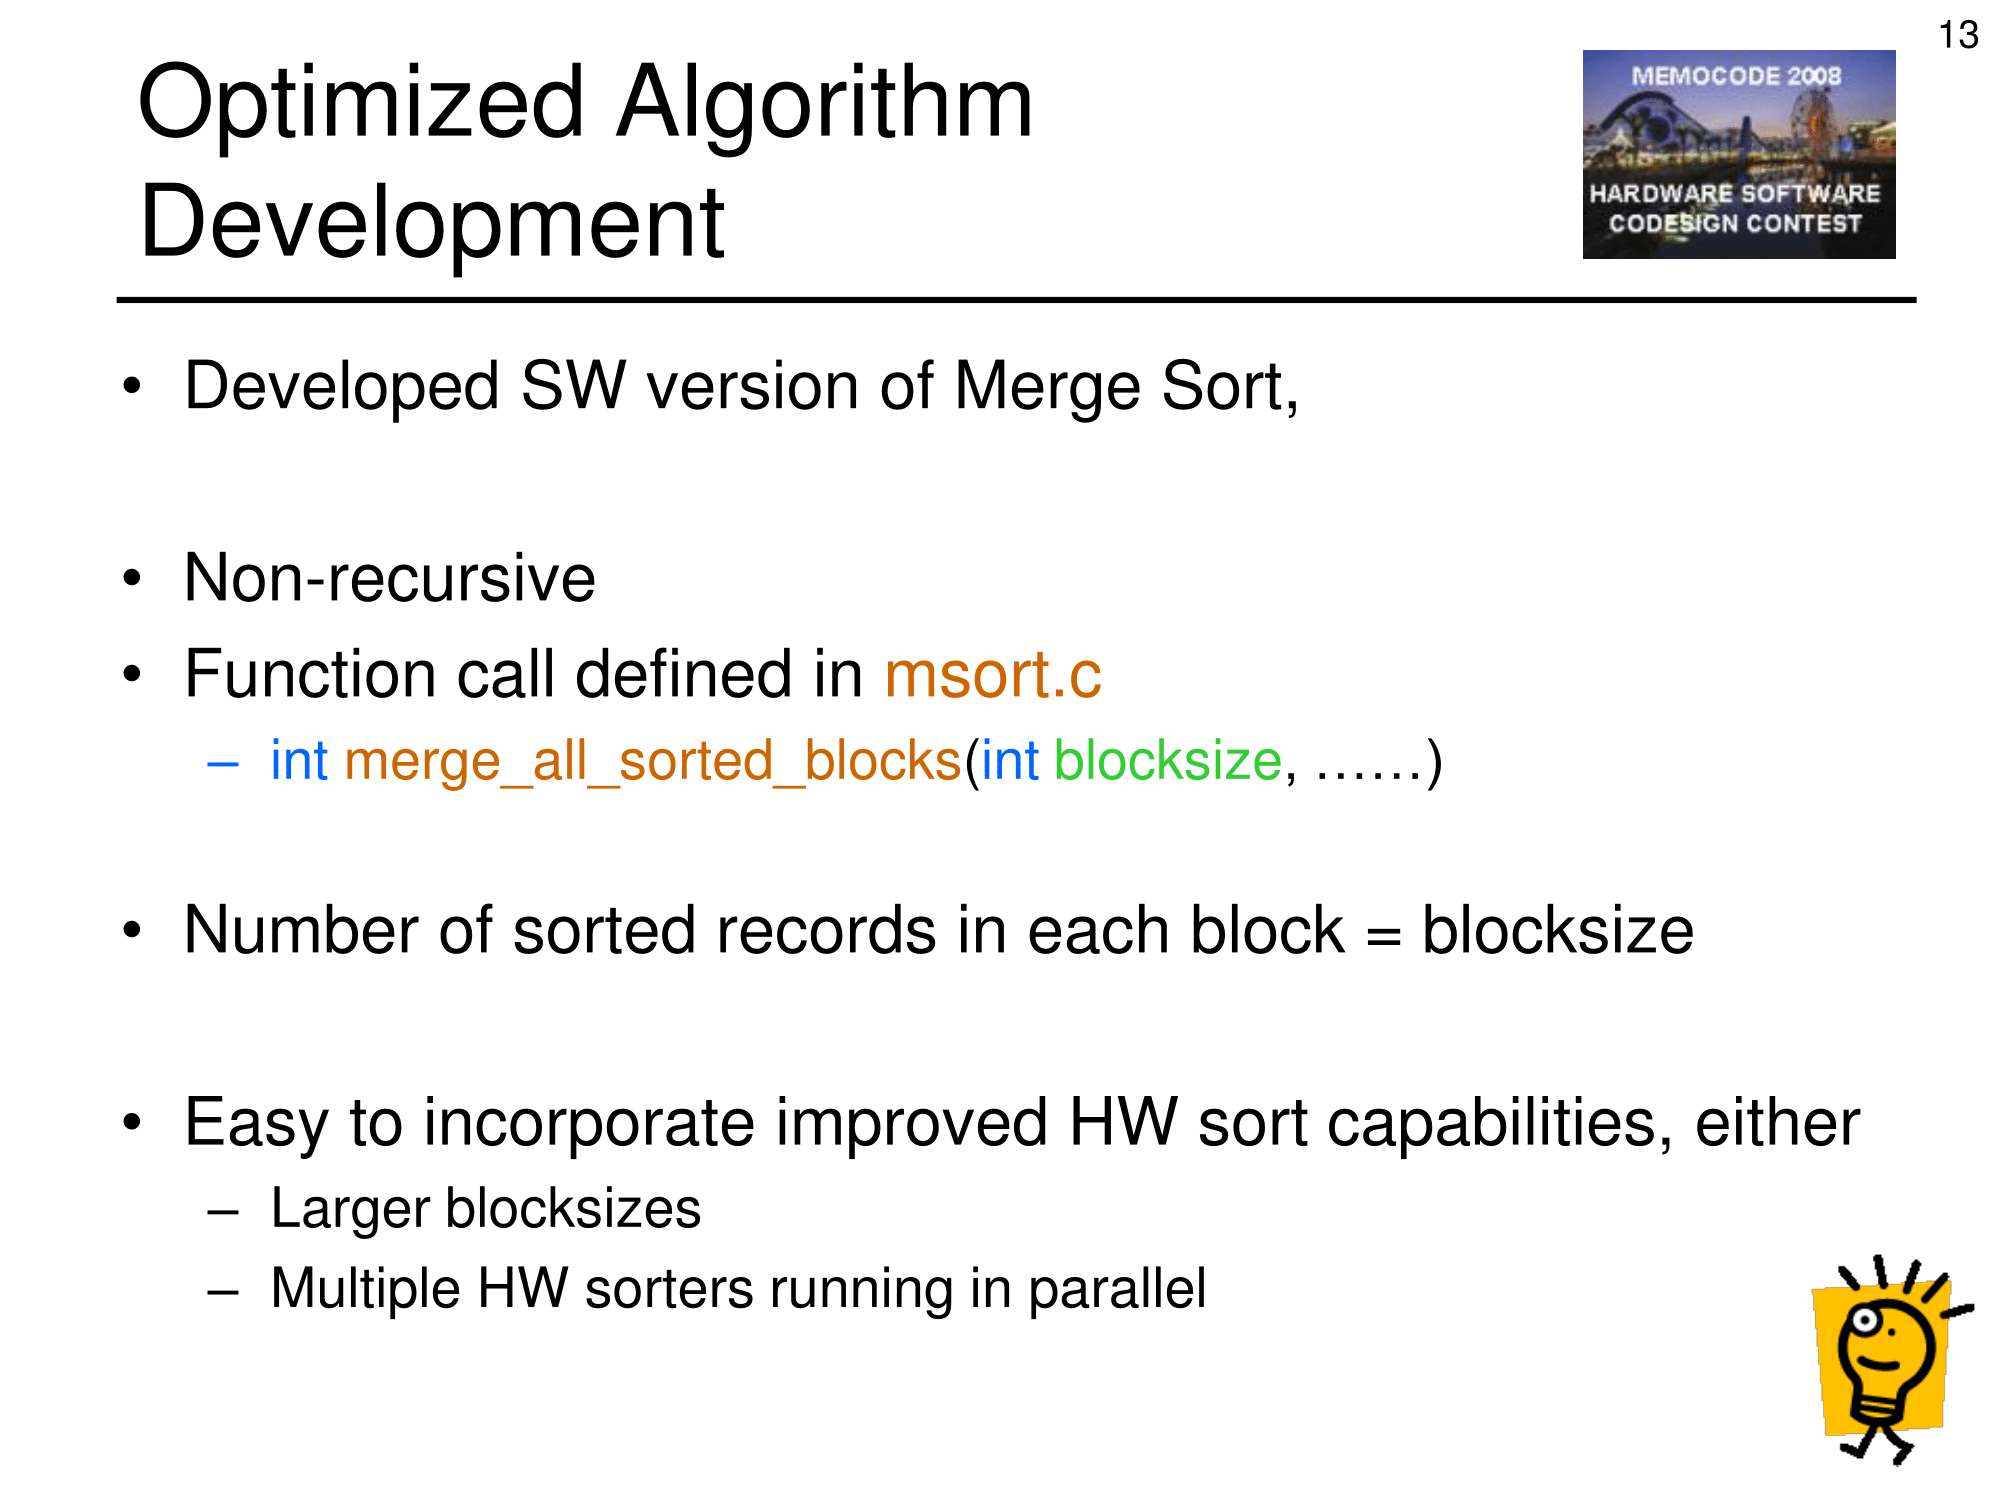 13
Optimized Algorithm
Development
MEMOCODE 2008
HARDWARE SOFTWARE
CODESIGN CONTEST
• Developed SW version of Merge Sort,
• Non-recursive
• Function call defined in msort.c
– int merge_all_sorted_blocks(int blocksize, ……)
• Number of sorted records in each block = blocksize
• Easy to incorporate improved HW sort capabilities, either
– Larger blocksizes
– Multiple HW sorters running in parallel